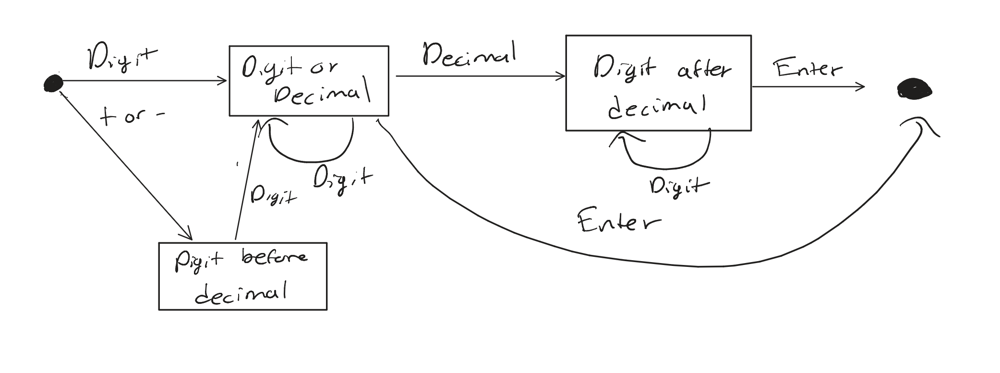 Digit
Digit or
Decimal
Decimal
Digit after
decimal
Enter
+ or -
Digit
Digit
Digit
Enter
Digit before
decimal